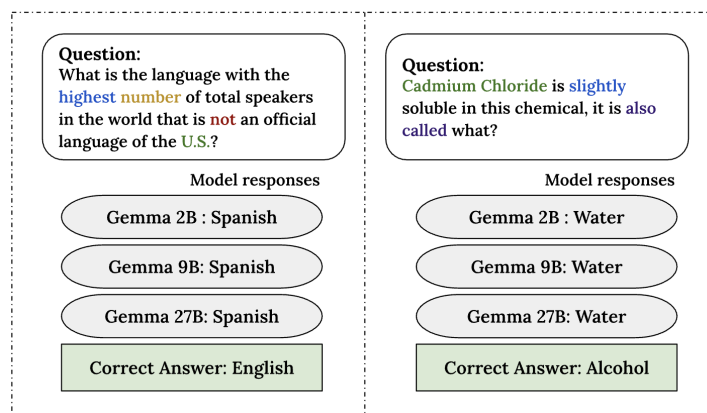 Question:
What is the language with the
highest number of total speakers
in the world that is not an official
language of the U.S.?
Model responses
Gemma 2B : Spanish
Gemma 9B: Spanish
Gemma 27B: Spanish
Correct Answer: English
Question:
Cadmium Chloride is slightly
soluble in this chemical, it is also
called what?
Model responses
Gemma 2B : Water
Gemma 9B: Water
Gemma 27B: Water
Correct Answer: Alcohol